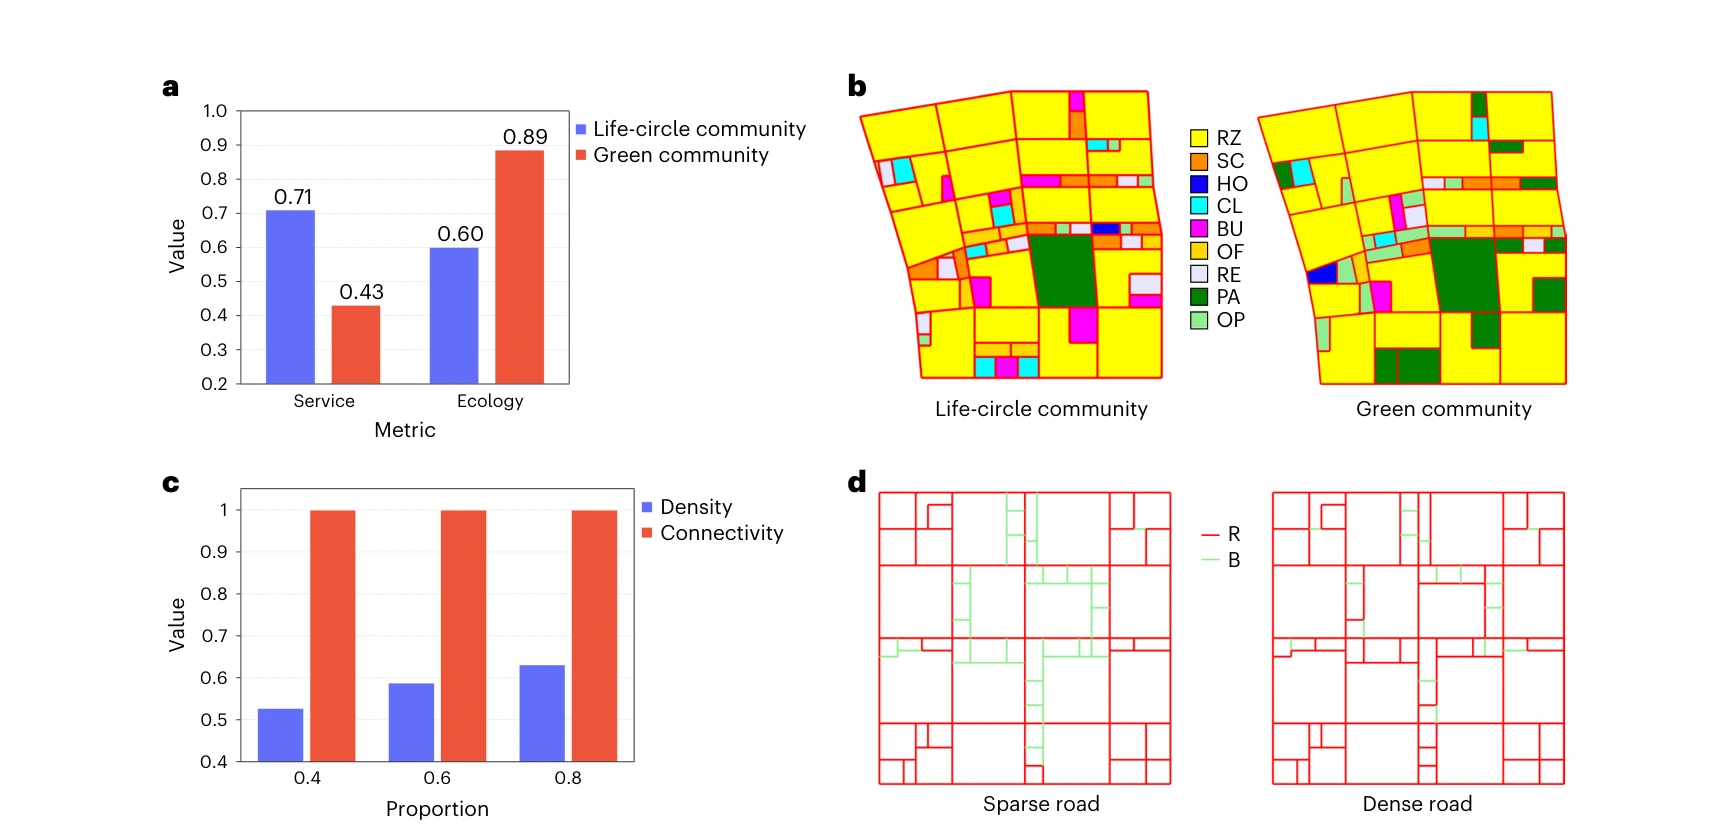 a
1.0
0.9
0.8
0.7
0.6
0.5
0.4
0.3
0.2
Value
0.71
0.43
0.60
0.89
Service
Ecology
Metric
Life-circle community
Green community
b
RZ
SC
HO
CL
BU
OF
RE
PA
OP
Life-circle community
Green community
c
1
0.9
0.8
0.7
0.6
0.5
0.4
Value
0.4
0.6
0.8
Proportion
Density
Connectivity
d
R
B
Sparse road
Dense road